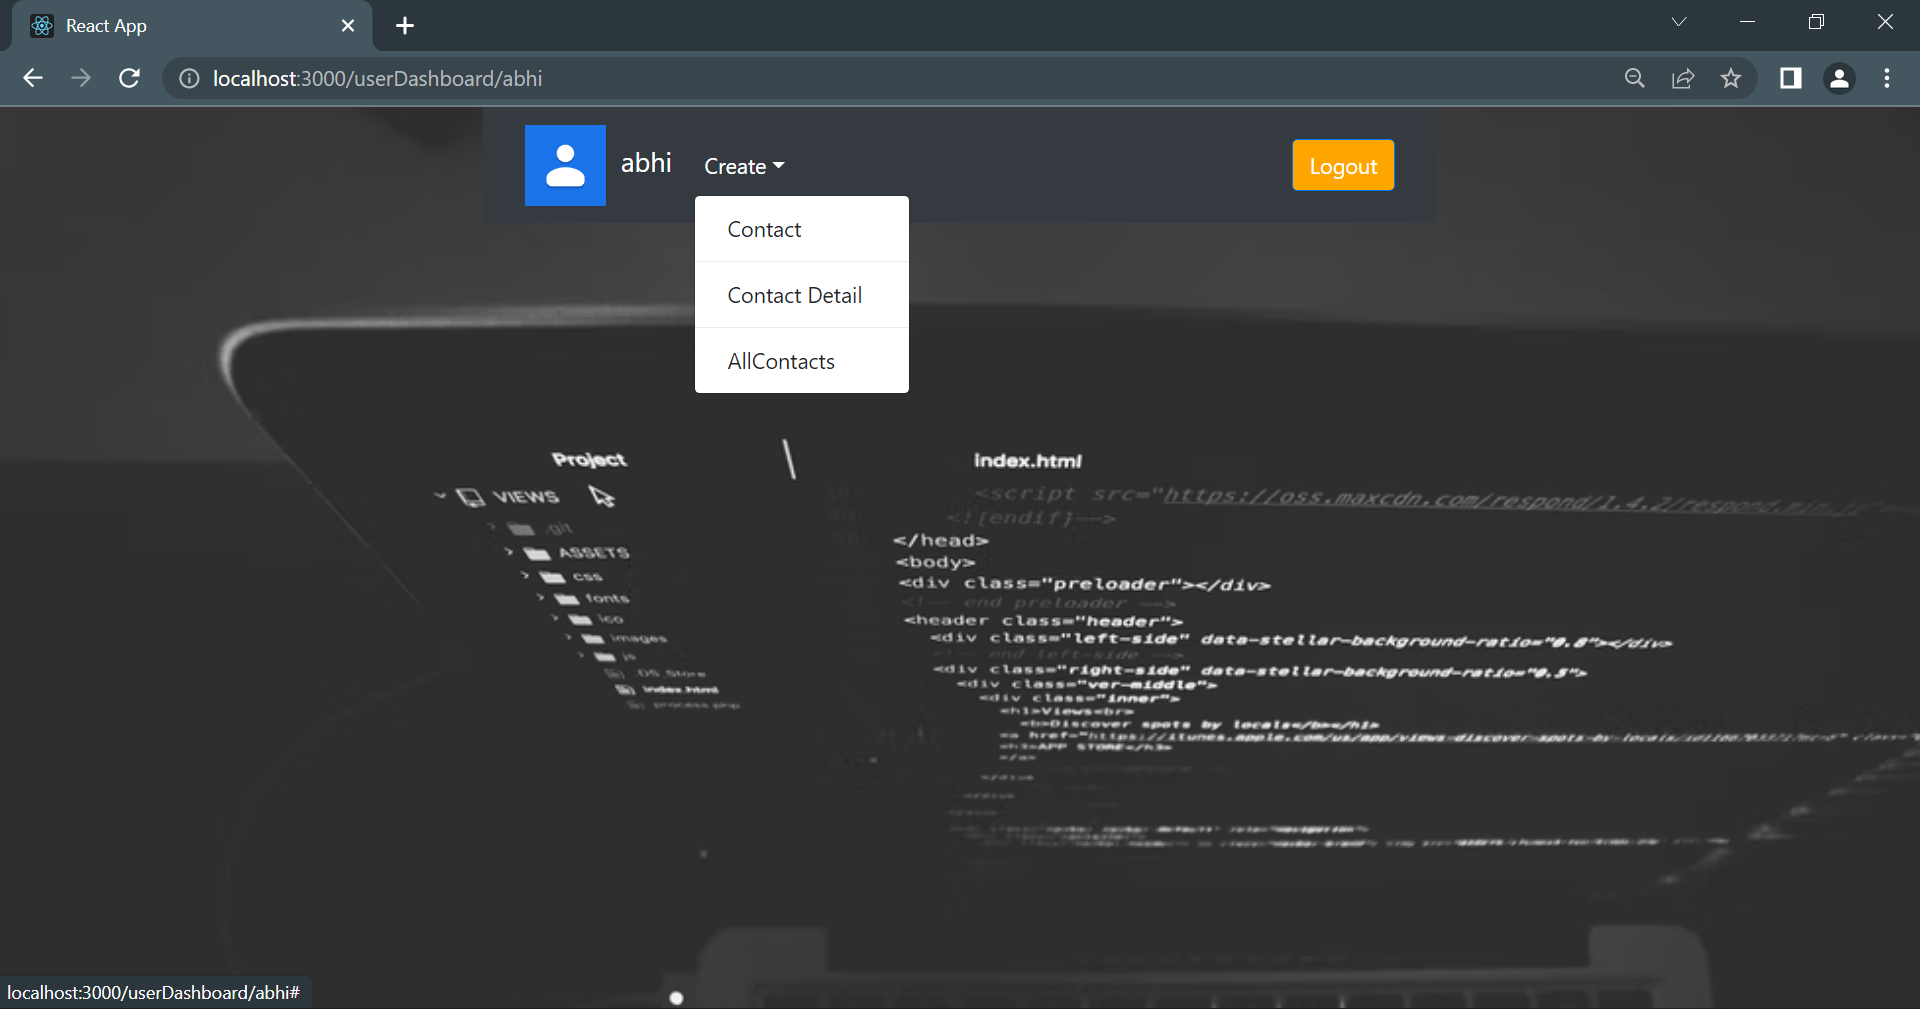 React App
localhost:3000/userDashboard/abhi
abhi
Create
Logout
Contact
Contact Detail
AllContacts
Project
index.html
VIEWS
<script src="https://oss.maxcdn.com/respond/1.4.2/respond.min
<![endif]-->
.git
</head>
ASSETS
<body>
css
<div class="preloader"></div>
fonts
<!-- end preloader -->
ico
<header class="header">
images
<div class="left-side" data-stellar-background-ratio="0.8"></div>
js
<!-- end left-side -->
.DS_Store
<div class="right-side" data-stellar-background-ratio="0.5">
index.html
<div class="ver-middle">
process.php
<div class="inner">
<h1>Views<br>
<b>Discover spots by locals</b></h1>
<a href="https://itunes.apple.com/us/app/views-discover-spots-by-locals/
<h3>APP STORE</h3>
</a>
</div>
localhost:3000/userDashboard/abhi#